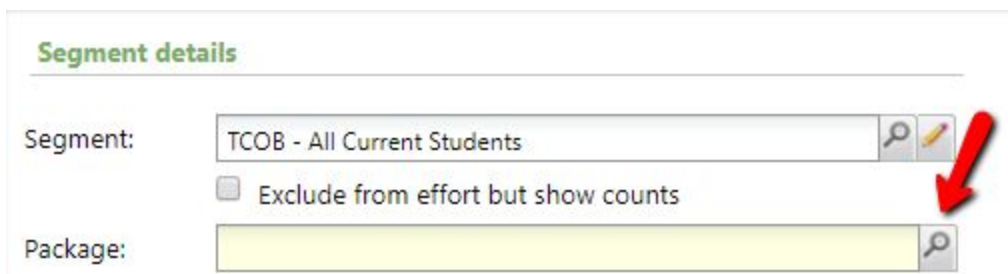 Segment details
Segment: TCOB - All Current Students
Exclude from effort but show counts
Package: